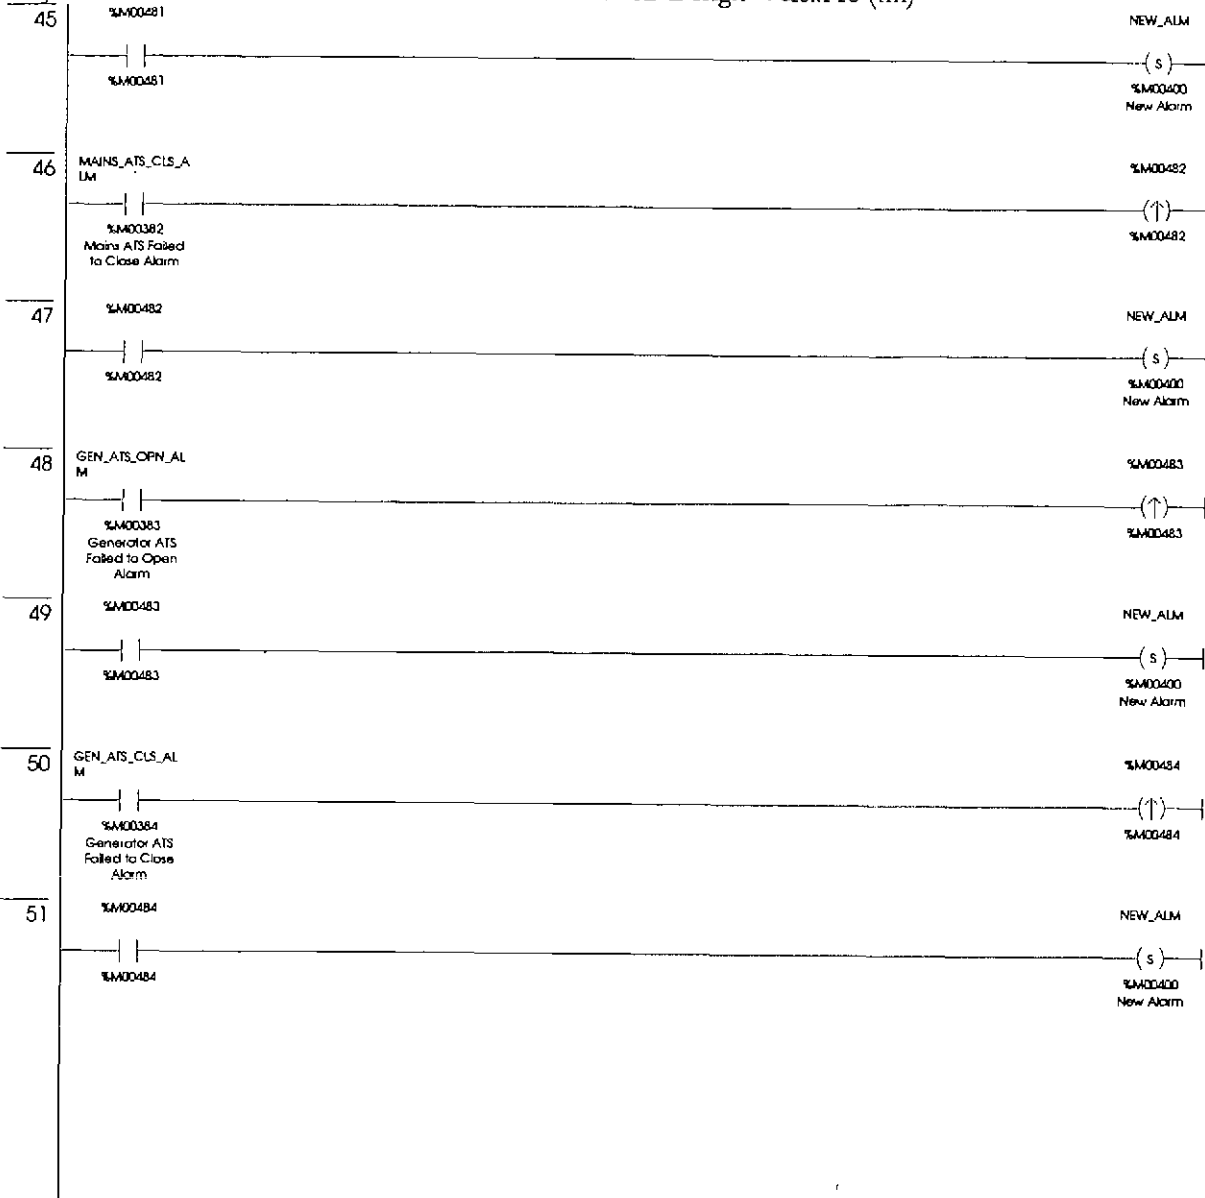 45
%M00481
NEW_ALM
(s)
%M00481
%M00400
New Alarm
46
MAINS_ATS_CLS_A
LM
%M00482
(↑)
%M00382
Mains ATS Failed
to Close Alarm
%M00482
47
%M00482
NEW_ALM
(s)
%M00482
%M00400
New Alarm
48
GEN_ATS_OPN_AL
M
%M00483
(↑)
%M00383
Generator ATS
Failed to Open
Alarm
%M00483
49
%M00483
NEW_ALM
(s)
%M00483
%M00400
New Alarm
50
GEN_ATS_CLS_AL
M
%M00484
(↑)
%M00384
Generator ATS
Failed to Close
Alarm
%M00484
51
%M00484
NEW_ALM
(s)
%M00484
%M00400
New Alarm